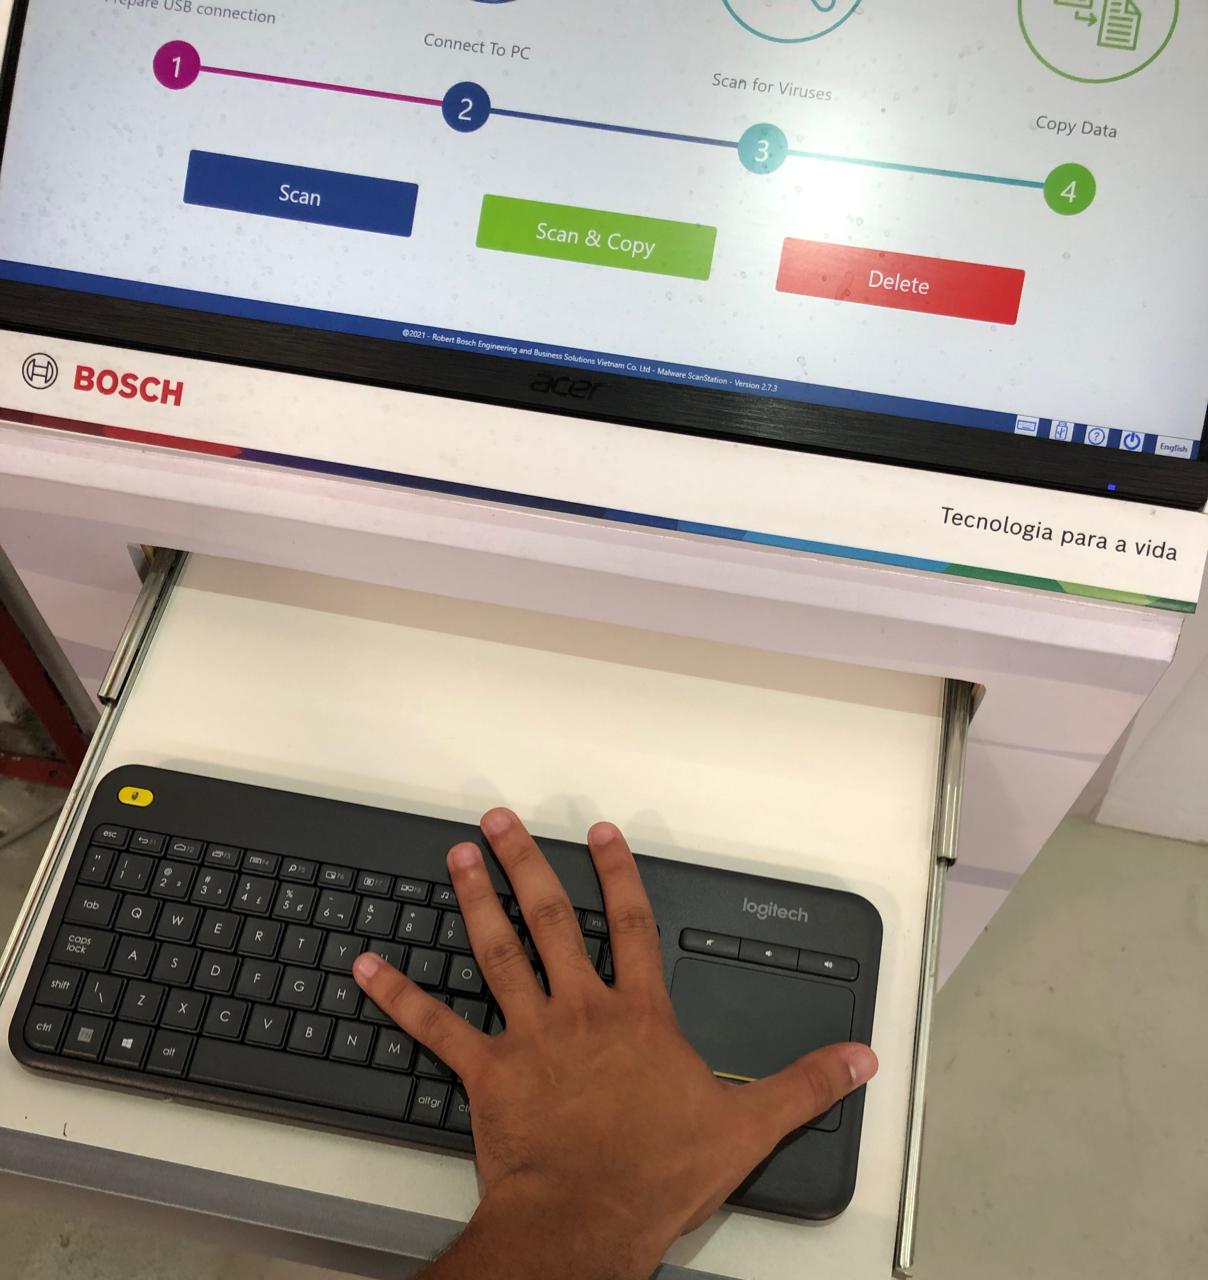 Prepare USB connection
Connect To PC
Scan for Viruses
Copy Data
1
2
3
4
Scan
Scan & Copy
Delete
©2021 - Robert Bosch Engineering and Business Solutions Vietnam Co. Ltd - Malware ScanStation - Version 2.7.3
English
acer
BOSCH
Tecnologia para a vida
logitech
esc
tab Q W E R T Y U I O
caps lock A S D F G H
shift \ Z X C V B N M
ctrl alt alt gr